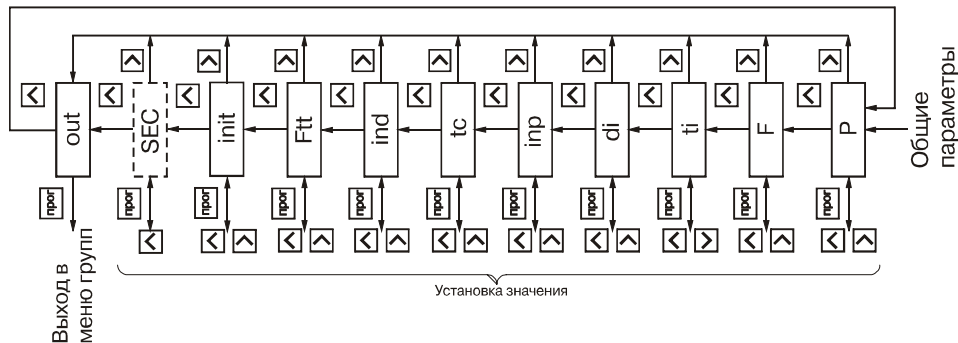 Общие
параметры
P
F
ti
di
inp
tc
ind
Ftt
init
SEC
out
прог
прог
прог
прог
прог
прог
прог
прог
прог
прог
прог
Выход в
меню групп
Установка значения